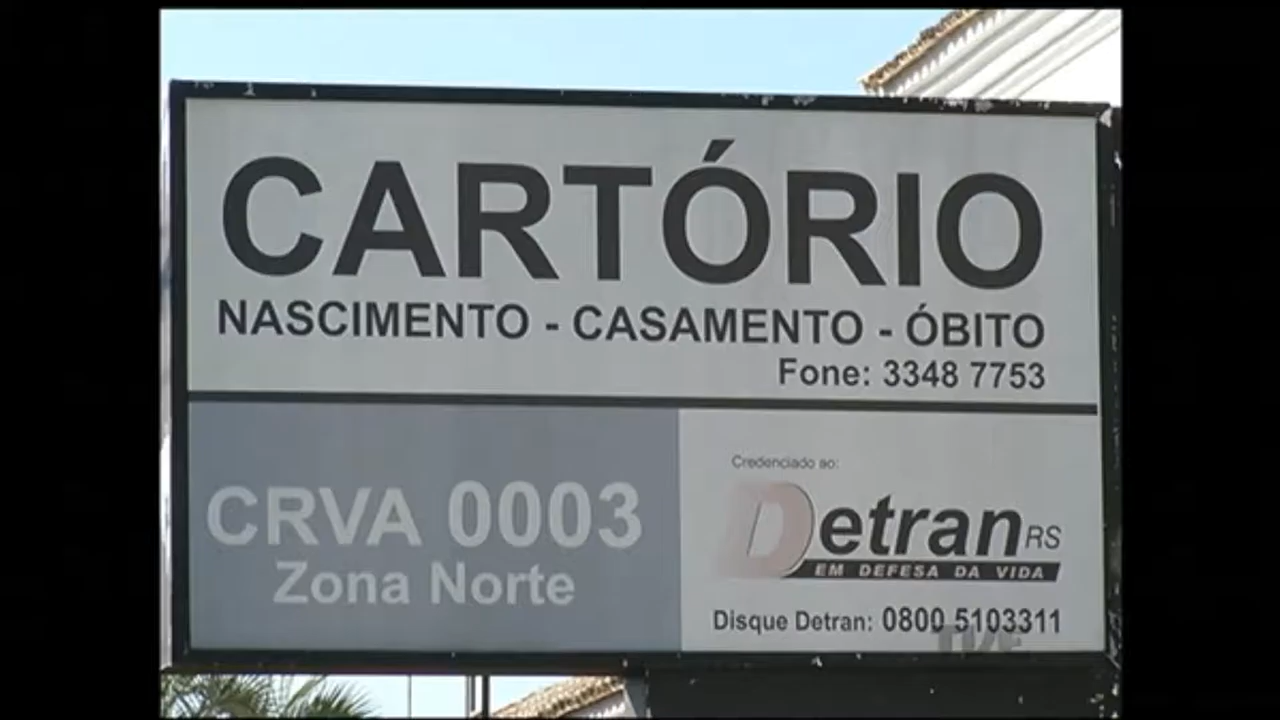 CARTÓRIO
NASCIMENTO - CASAMENTO - ÓBITO
Fone: 3348 7753
CRVA 0003
Zona Norte
Credenciado ao:
Detran RS
EM DEFESA DA VIDA
Disque Detran: 0800 5103311
TVE